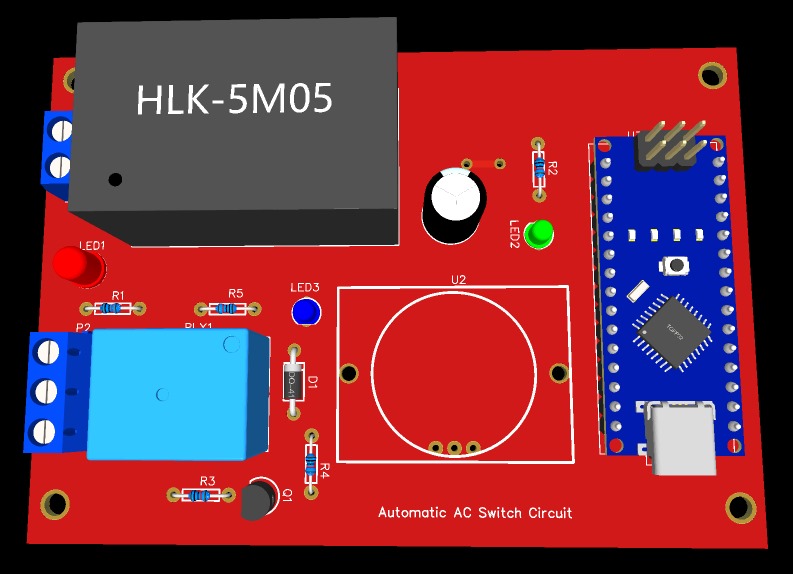 HLK-5M05
R2
LED2
LED1
U2
LED3
R1
R5
P2
RLY1
D1
DO-41
R4
R3
Q1
Automatic AC Switch Circuit